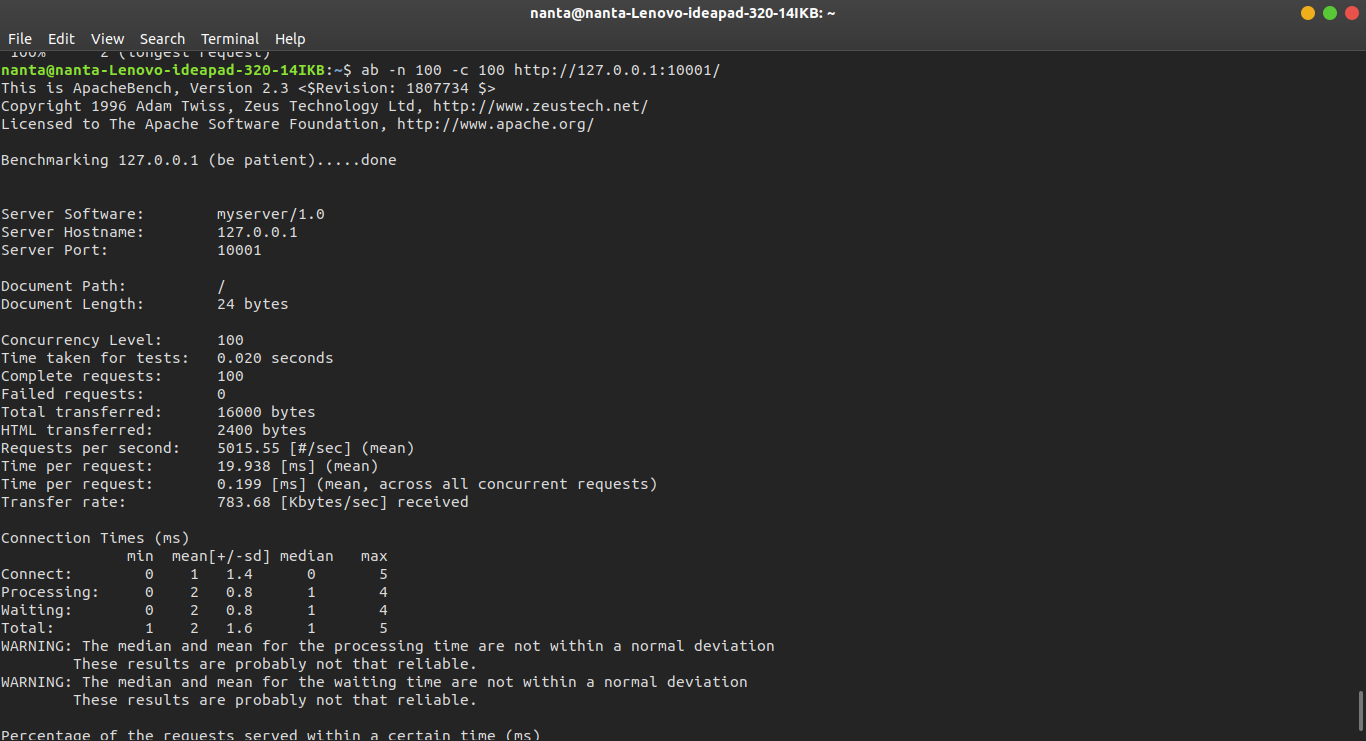 nanta@nanta-Lenovo-ideapad-320-14IKB: ~
File Edit View Search Terminal Help
100% 2 (longest request)
nanta@nanta-Lenovo-ideapad-320-14IKB:~$ ab -n 100 -c 100 http://127.0.0.1:10001/
This is ApacheBench, Version 2.3 <$Revision: 1807734 $>
Copyright 1996 Adam Twiss, Zeus Technology Ltd, http://www.zeustech.net/
Licensed to The Apache Software Foundation, http://www.apache.org/
Benchmarking 127.0.0.1 (be patient).....done
Server Software: myserver/1.0
Server Hostname: 127.0.0.1
Server Port: 10001
Document Path: /
Document Length: 24 bytes
Concurrency Level: 100
Time taken for tests: 0.020 seconds
Complete requests: 100
Failed requests: 0
Total transferred: 16000 bytes
HTML transferred: 2400 bytes
Requests per second: 5015.55 [#/sec] (mean)
Time per request: 19.938 [ms] (mean)
Time per request: 0.199 [ms] (mean, across all concurrent requests)
Transfer rate: 783.68 [Kbytes/sec] received
Connection Times (ms)
min mean[+/-sd] median max
Connect: 0 1 1.4 0 5
Processing: 0 2 0.8 1 4
Waiting: 0 2 0.8 1 4
Total: 1 2 1.6 1 5
WARNING: The median and mean for the processing time are not within a normal deviation
These results are probably not that reliable.
WARNING: The median and mean for the waiting time are not within a normal deviation
These results are probably not that reliable.
Percentage of the requests served within a certain time (ms)